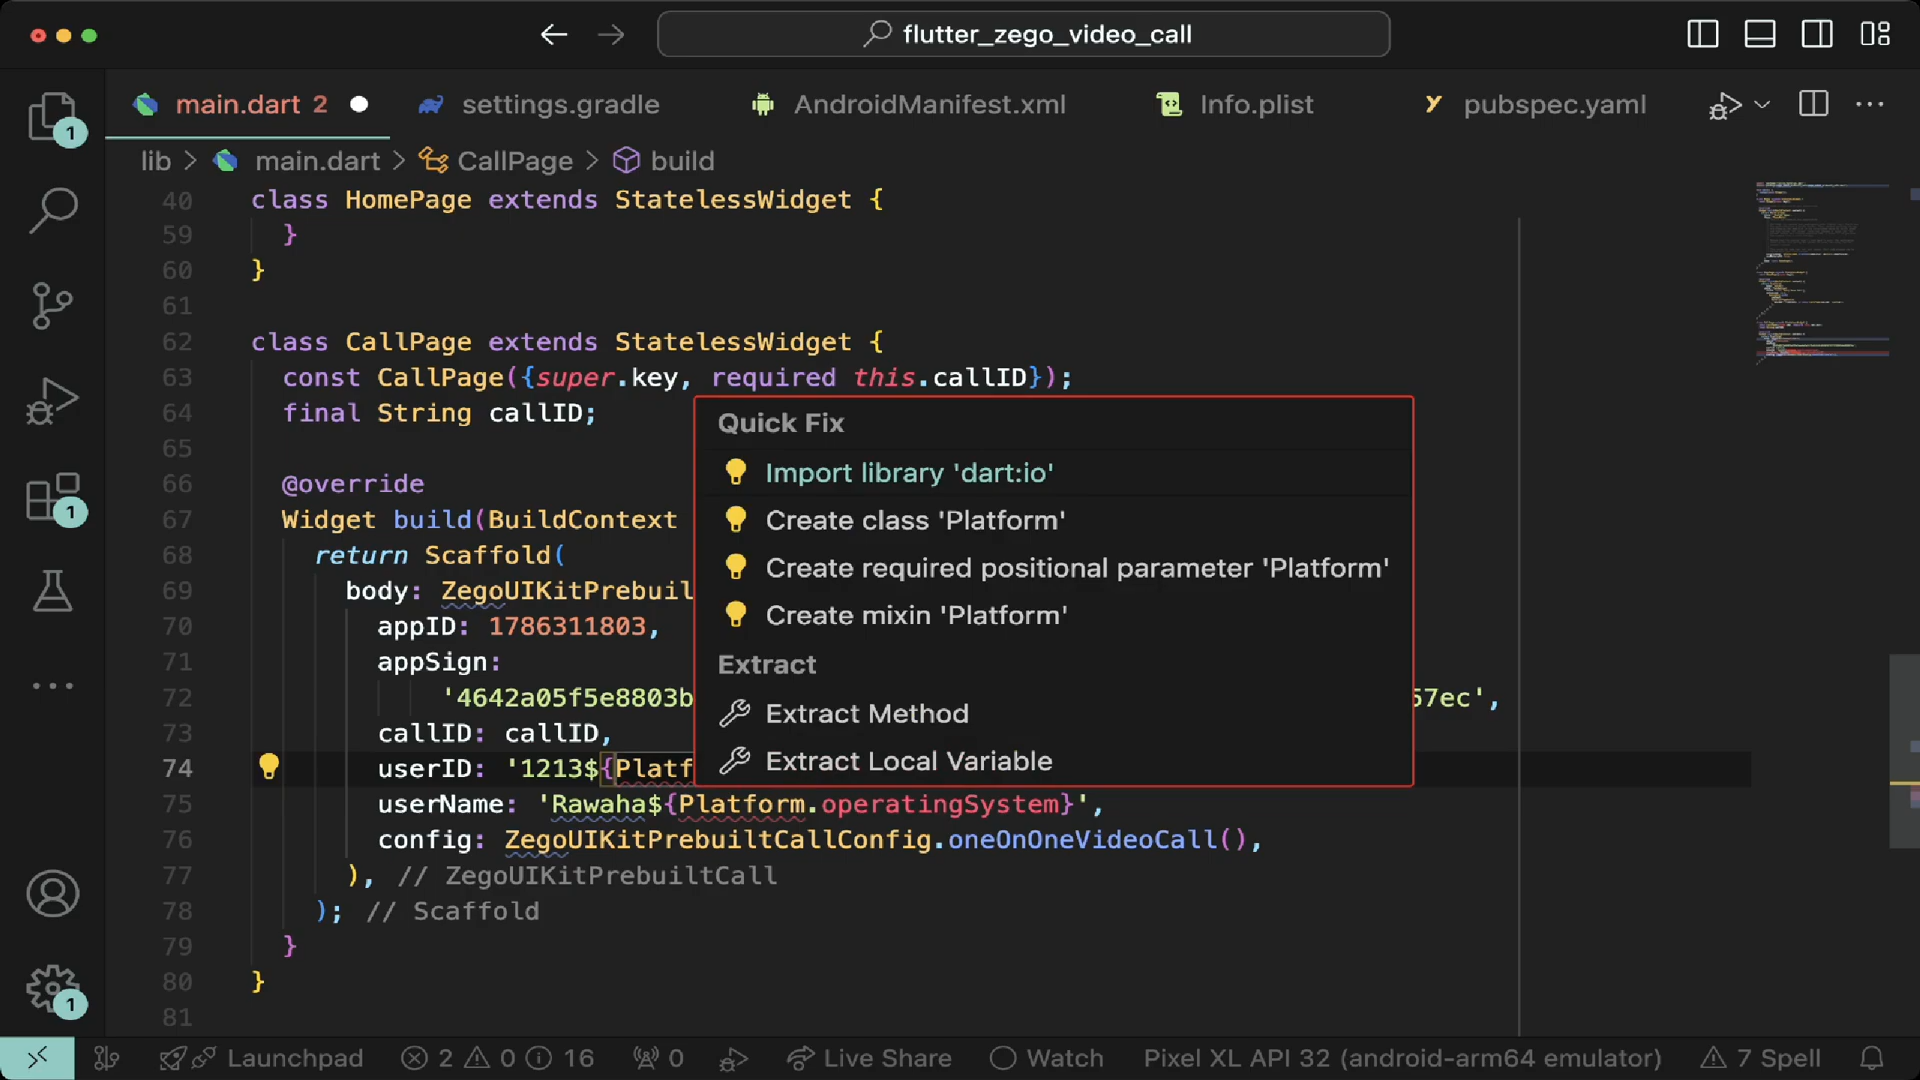 flutter_zego_video_call
main.dart 2 settings.gradle AndroidManifest.xml Info.plist pubspec.yaml
1
lib > main.dart > CallPage > build
40 class HomePage extends StatelessWidget {
59 }
60 }
61
62 class CallPage extends StatelessWidget {
63 const CallPage({super.key, required this.callID});
64 final String callID;
65
66 @override
67 Widget build(BuildContext
68 return Scaffold(
69 body: ZegoUIKitPrebuil
70 appID: 1786311803,
71 appSign:
72 '4642a05f5e8803b 57ec',
73 callID: callID,
74 userID: '1213${Platf
75 userName: 'Rawaha${Platform.operatingSystem}',
76 config: ZegoUIKitPrebuiltCallConfig.oneOnOneVideoCall(),
77 ), // ZegoUIKitPrebuiltCall
78 ); // Scaffold
79 }
80 }
81
Quick Fix
Import library 'dart:io'
Create class 'Platform'
Create required positional parameter 'Platform'
Create mixin 'Platform'
Extract
Extract Method
Extract Local Variable
1
1
Launchpad 2 0 16 0 Live Share Watch Pixel XL API 32 (android-arm64 emulator) 7 Spell